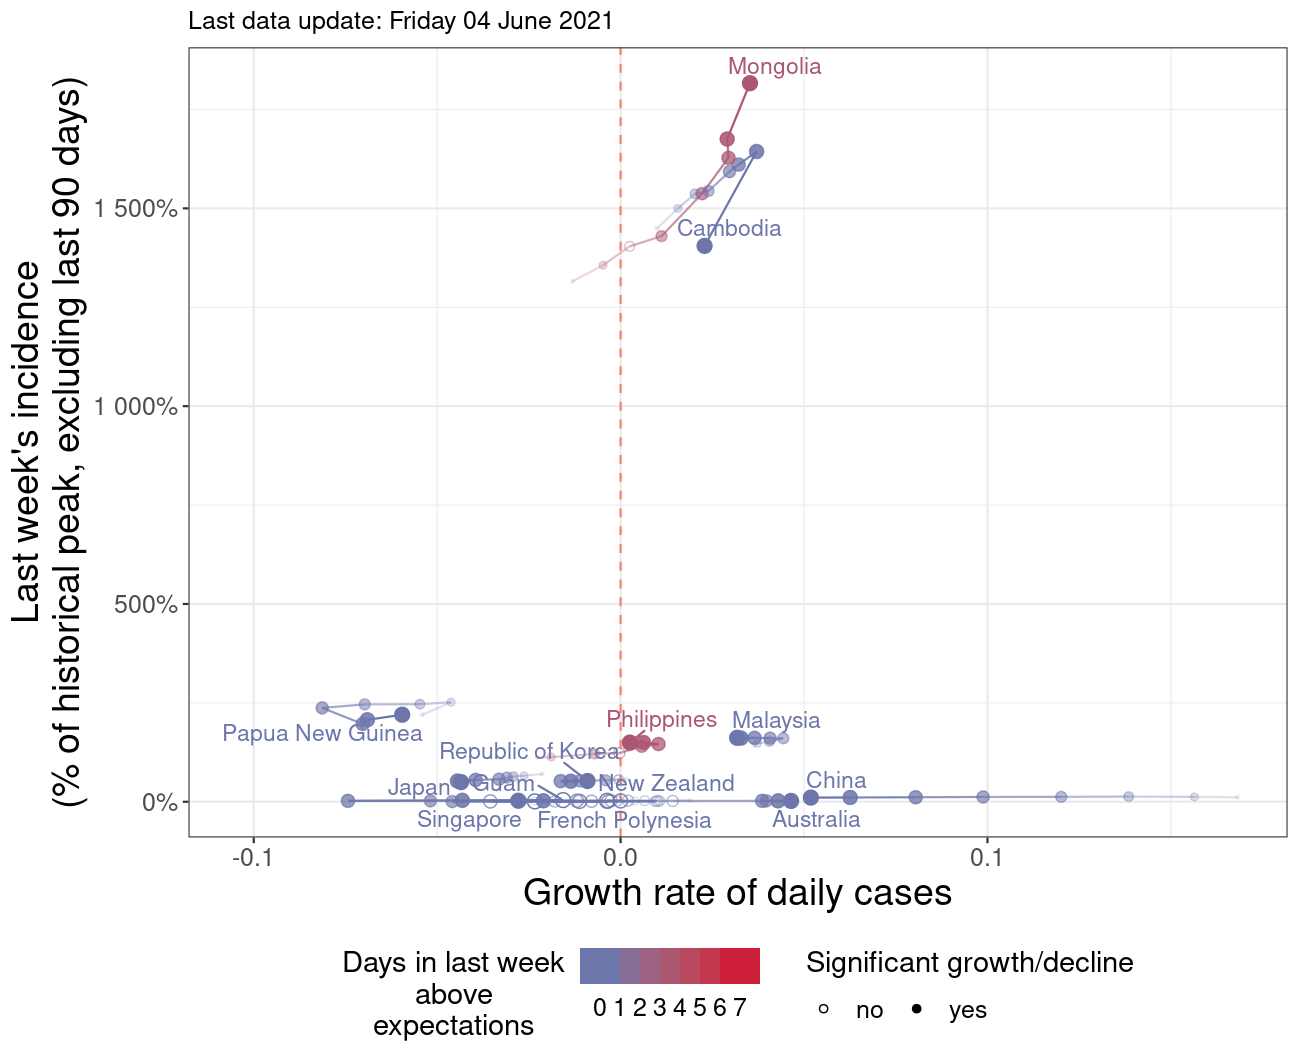 Last data update: Friday 04 June 2021
Last week's incidence
(% of historical peak, excluding last 90 days)
1 500%
1 000%
500%
0%
Mongolia
Cambodia
Papua New Guinea
Philippines
Malaysia
Republic of Korea
Japan
Guam
New Zealand
China
Singapore
French Polynesia
Australia
-0.1
0.0
0.1
Growth rate of daily cases
Days in last week
above
expectations
0 1 2 3 4 5 6 7
Significant growth/decline
no
yes